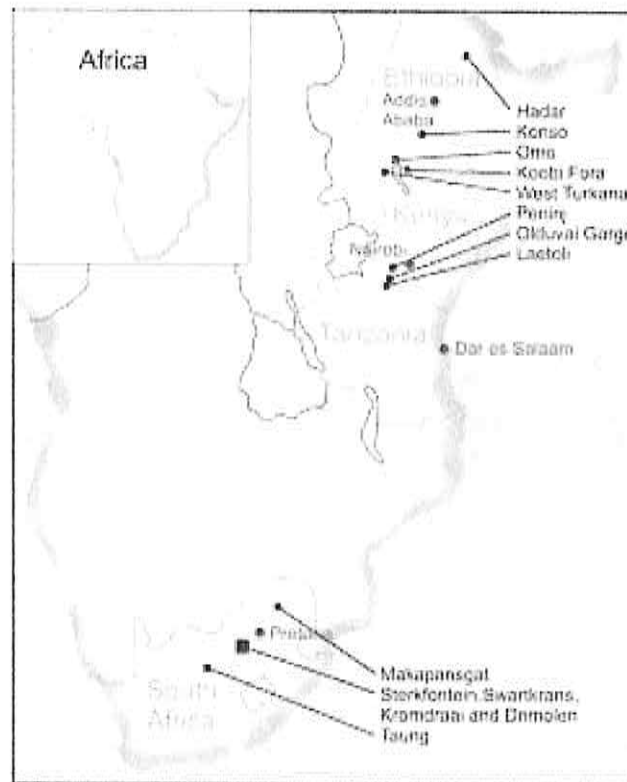 Africa
Ethiopia
Addis
Ababa
Hadar
Konso
Omo
Koobi Fora
West Turkana
Kenya
Peninj
Nairobi
Olduvai Gorge
Laetoli
Tanzania
Dar es Salaam
Pretoria
Makapansgat
Sterkfontein, Swartkrans,
Kromdraai and Drimolen
Taung
South
Africa